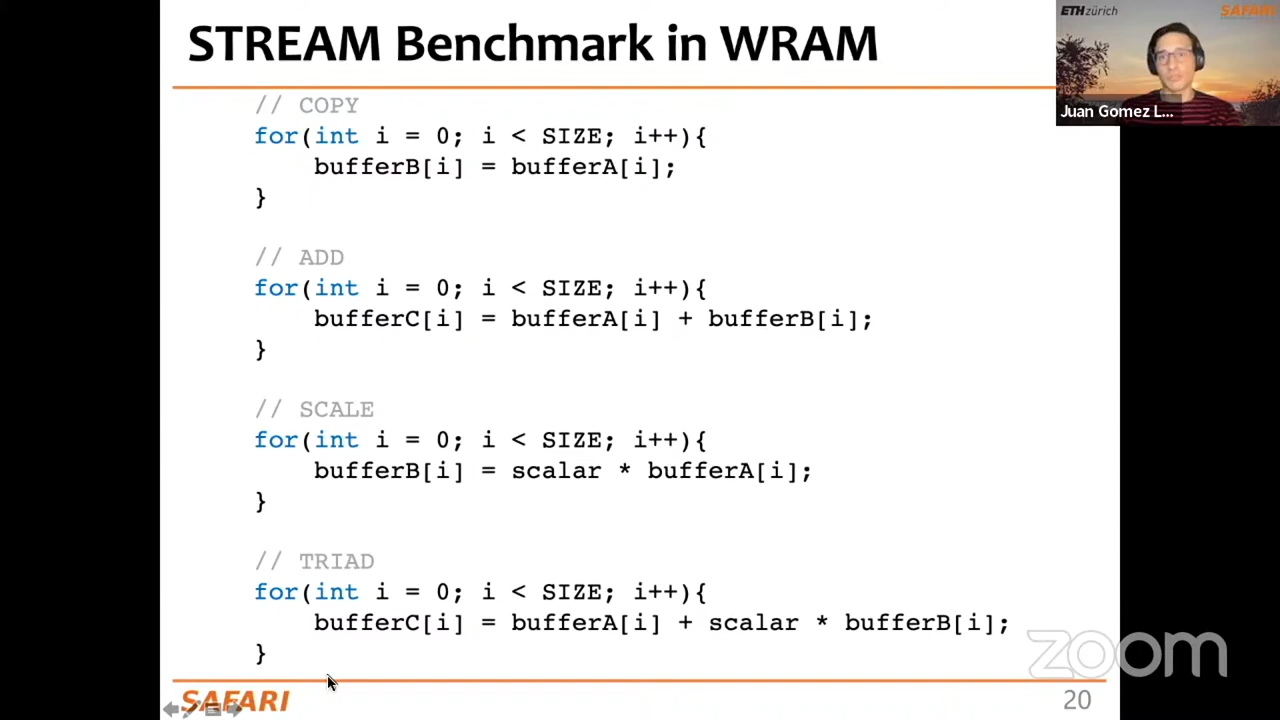 STREAM Benchmark in WRAM
ETH zürich
SAFARI
Juan Gomez L...
// COPY
for(int i = 0; i < SIZE; i++){
bufferB[i] = bufferA[i];
}
// ADD
for(int i = 0; i < SIZE; i++){
bufferC[i] = bufferA[i] + bufferB[i];
}
// SCALE
for(int i = 0; i < SIZE; i++){
bufferB[i] = scalar * bufferA[i];
}
// TRIAD
for(int i = 0; i < SIZE; i++){
bufferC[i] = bufferA[i] + scalar * bufferB[i];
}
zoom
SAFARI
20